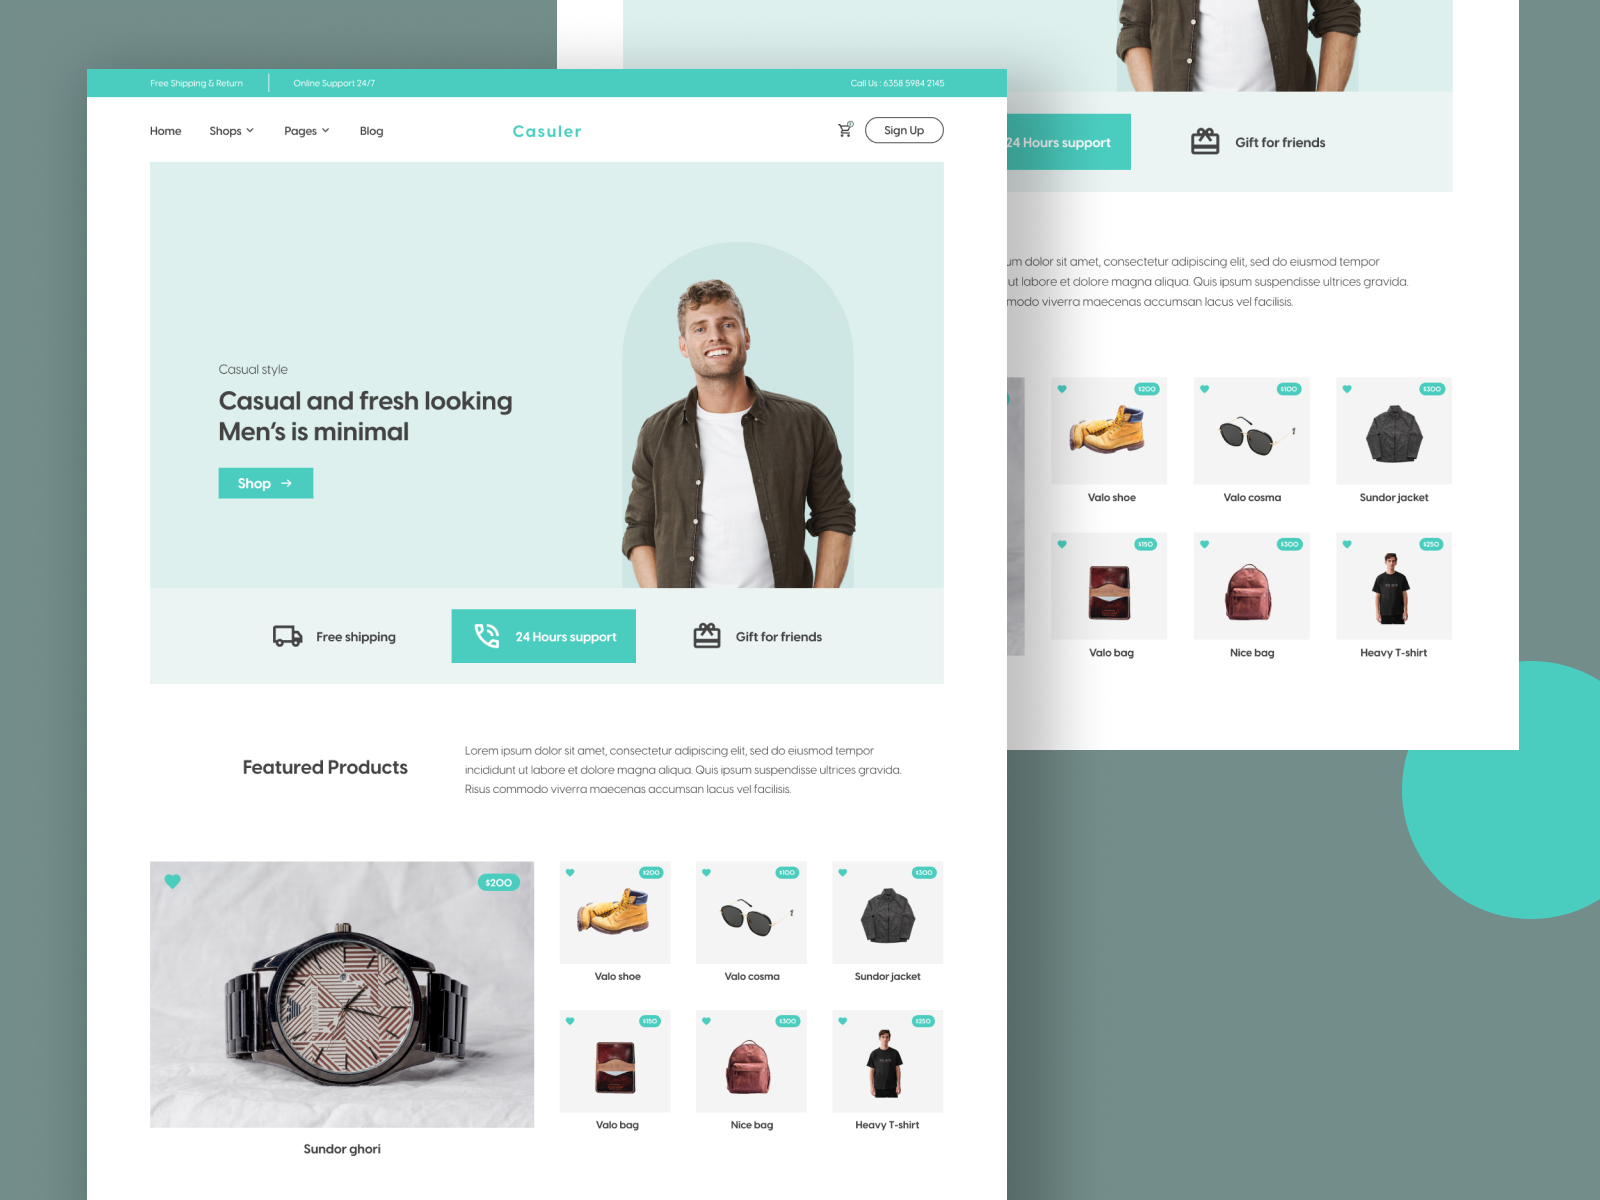 Free Shipping & Return
Online Support 24/7
Call Us : 6358 5984 2145
Home
Shops
Pages
Blog
Casuler
Sign Up
Casual style
Casual and fresh looking
Men's is minimal
Shop
Free shipping
24 Hours support
Gift for friends
Featured Products
Lorem ipsum dolor sit amet, consectetur adipiscing elit, sed do eiusmod tempor
incididunt ut labore et dolore magna aliqua. Quis ipsum suspendisse ultrices gravida.
Risus commodo viverra maecenas accumsan lacus vel facilisis.
$200
Sundor ghori
$200
Valo shoe
$100
Valo cosma
$300
Sundor jacket
$150
Valo bag
$300
Nice bag
$250
Heavy T-shirt
24 Hours support
Gift for friends
um dolor sit amet, consectetur adipiscing elit, sed do eiusmod tempor
ut labore et dolore magna aliqua. Quis ipsum suspendisse ultrices gravida.
modo viverra maecenas accumsan lacus vel facilisis.
$200
Valo shoe
$100
Valo cosma
$300
Sundor jacket
$150
Valo bag
$300
Nice bag
$250
Heavy T-shirt